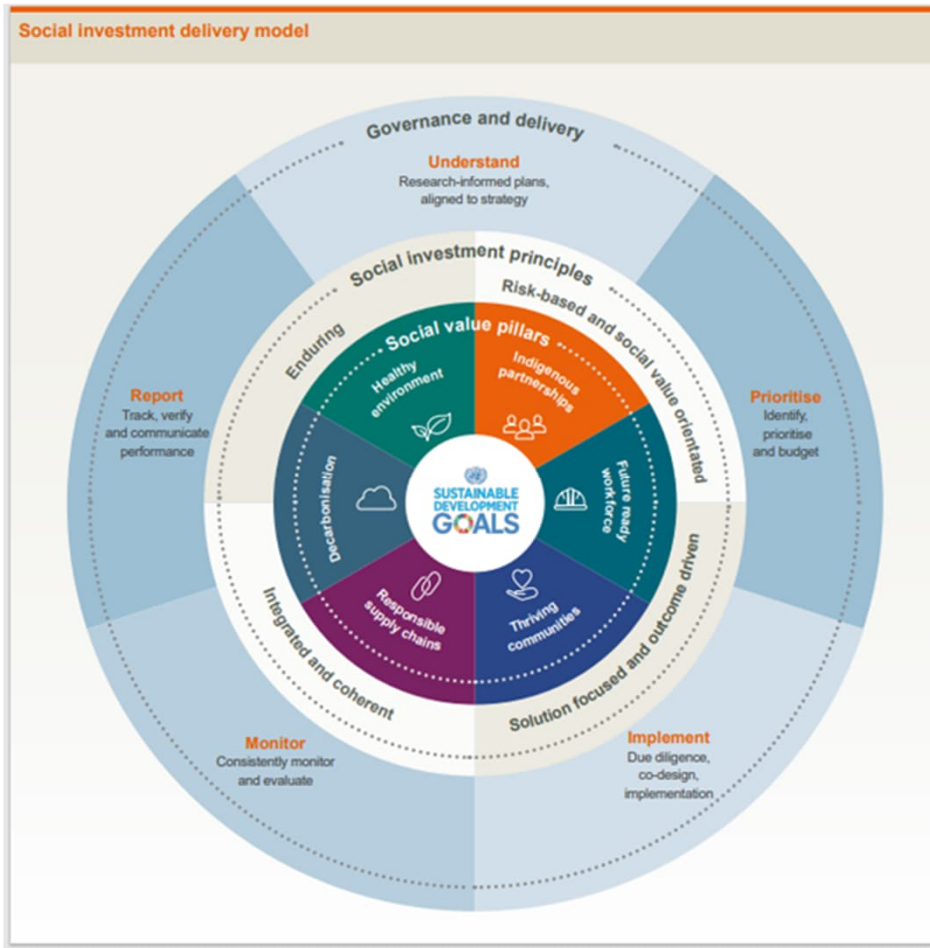 Social investment delivery model
Governance and delivery
Understand
Research-informed plans,
aligned to strategy
Prioritise
Identify,
prioritise
and budget
Implement
Due diligence,
co-design,
implementation
Monitor
Consistently monitor
and evaluate
Report
Track, verify
and communicate
performance
Social investment principles
Risk-based and social value orientated
Solution focused and outcome driven
Integrated and coherent
Enduring
Social value pillars
Indigenous
partnerships
Future ready
workforce
Thriving
communities
Responsible
supply chains
Decarbonisation
Healthy
environment
SUSTAINABLE
DEVELOPMENT
GOALS